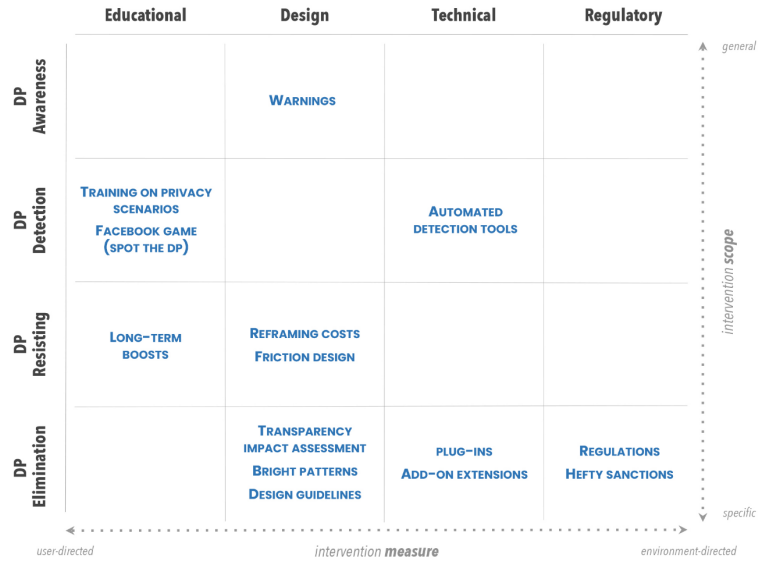 Educational Design Technical Regulatory
general
DP
Awareness
WARNINGS
DP
Detection
TRAINING ON PRIVACY
SCENARIOS
FACEBOOK GAME
(SPOT THE DP)
AUTOMATED
DETECTION TOOLS
intervention scope
DP
Resisting
LONG-TERM
BOOSTS
REFRAMING COSTS
FRICTION DESIGN
DP
Elimination
TRANSPARENCY
IMPACT ASSESSMENT
BRIGHT PATTERNS
DESIGN GUIDELINES
PLUG-INS
ADD-ON EXTENSIONS
REGULATIONS
HEFTY SANCTIONS
specific
user-directed
intervention measure
environment-directed